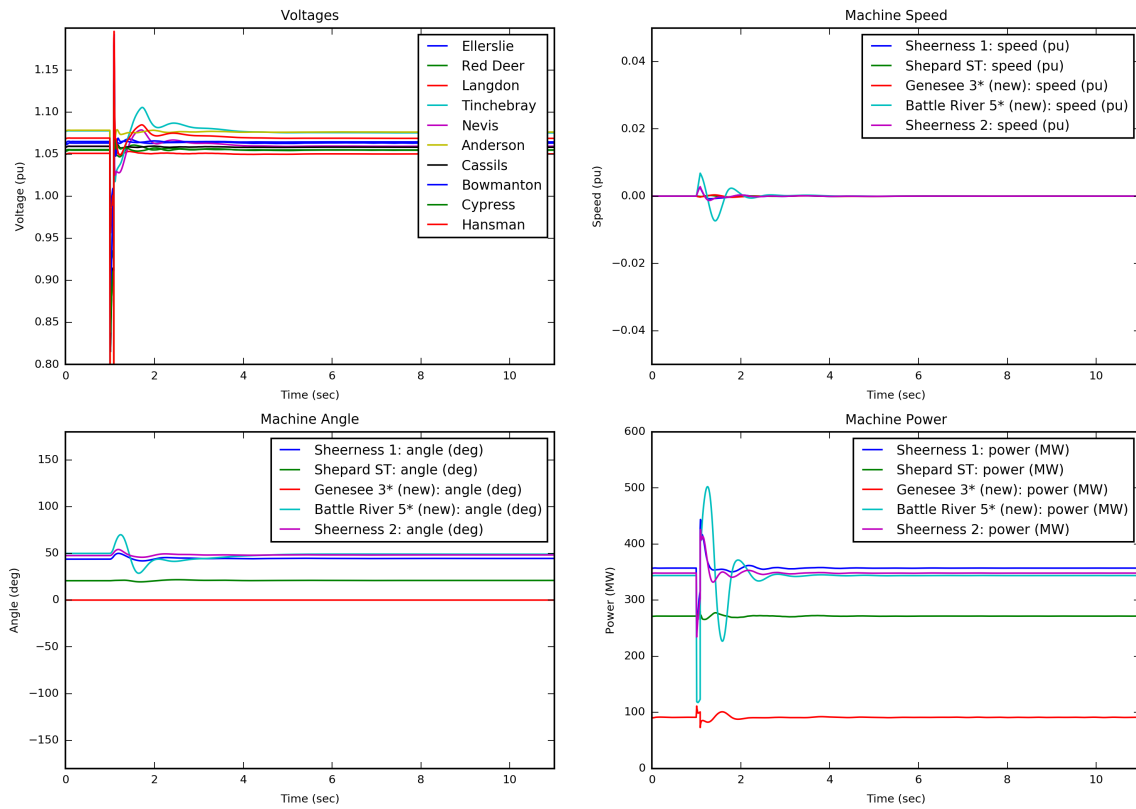 Voltages
1.15
1.10
1.05
1.00
0.95
0.90
0.85
0.80
Voltage (pu)
0
2
4
6
8
10
Time (sec)
Ellerslie
Red Deer
Langdon
Tinchebray
Nevis
Anderson
Cassils
Bowmanton
Cypress
Hansman
Machine Speed
0.04
0.02
0.00
−0.02
−0.04
Speed (pu)
0
2
4
6
8
10
Time (sec)
Sheerness 1: speed (pu)
Shepard ST: speed (pu)
Genesee 3* (new): speed (pu)
Battle River 5* (new): speed (pu)
Sheerness 2: speed (pu)
Machine Angle
150
100
50
0
−50
−100
−150
Angle (deg)
0
2
4
6
8
10
Time (sec)
Sheerness 1: angle (deg)
Shepard ST: angle (deg)
Genesee 3* (new): angle (deg)
Battle River 5* (new): angle (deg)
Sheerness 2: angle (deg)
Machine Power
600
500
400
300
200
100
0
Power (MW)
0
2
4
6
8
10
Time (sec)
Sheerness 1: power (MW)
Shepard ST: power (MW)
Genesee 3* (new): power (MW)
Battle River 5* (new): power (MW)
Sheerness 2: power (MW)